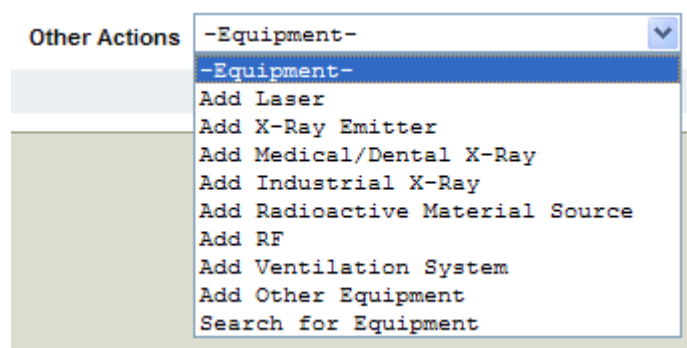 Other Actions -Equipment-
-Equipment-
Add Laser
Add X-Ray Emitter
Add Medical/Dental X-Ray
Add Industrial X-Ray
Add Radioactive Material Source
Add RF
Add Ventilation System
Add Other Equipment
Search for Equipment